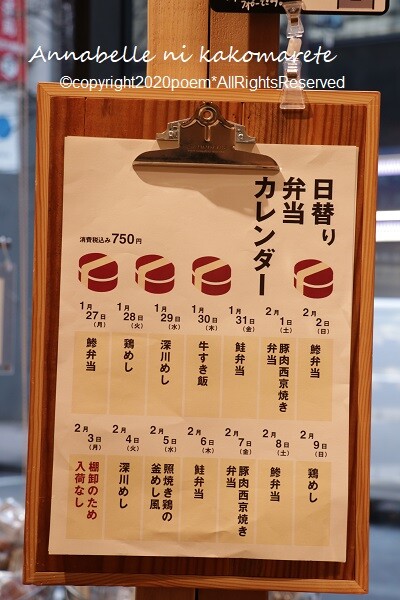 Annabelle ni kakomarete
©copyright2020poem*AllRightsReserved
日替り
弁当
カレンダー
消費税込み750円
1月27日(月)
鯵弁当
1月28日(火)
鶏めし
1月29日(水)
深川めし
1月30日(木)
牛すき飯
1月31日(金)
鮭弁当
2月1日(土)
豚肉西京焼き
弁当
2月2日(日)
鯵弁当
2月3日(月)
棚卸のため
入荷なし
2月4日(火)
深川めし
2月5日(水)
照焼き鶏の
釜めし風
2月6日(木)
鮭弁当
2月7日(金)
豚肉西京焼き
弁当
2月8日(土)
鯵弁当
2月9日(日)
鶏めし